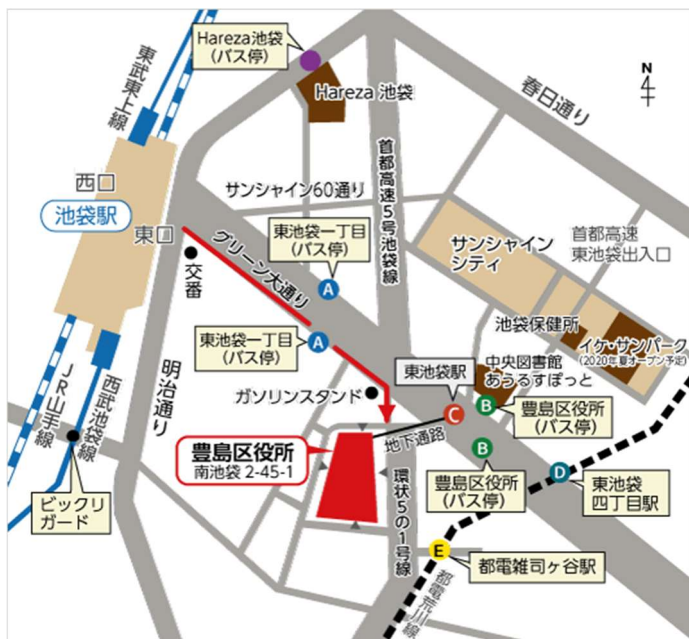 Hareza池袋
(バス停)
東武東上線
Hareza 池袋
春日通り
N
4
西口
池袋駅
東口
交番
サンシャイン60通り
首都高速5号池袋線
東池袋一丁目
(バス停)
A
グリーン大通り
サンシャイン
シティ
首都高速
東池袋出入口
池袋保健所
イケ・サンパーク
(2020年夏オープン予定)
東池袋一丁目
(バス停)
A
明治通り
JR山手線
西武池袋線
ガソリンスタンド
東池袋駅
C
中央図書館
あうるすぽっと
B
豊島区役所
(バス停)
豊島区役所
南池袋 2-45-1
地下通路
環状5の1号線
B
豊島区役所
(バス停)
D
東池袋
四丁目駅
ビックリ
ガード
E
都電雑司ヶ谷駅
都電荒川線